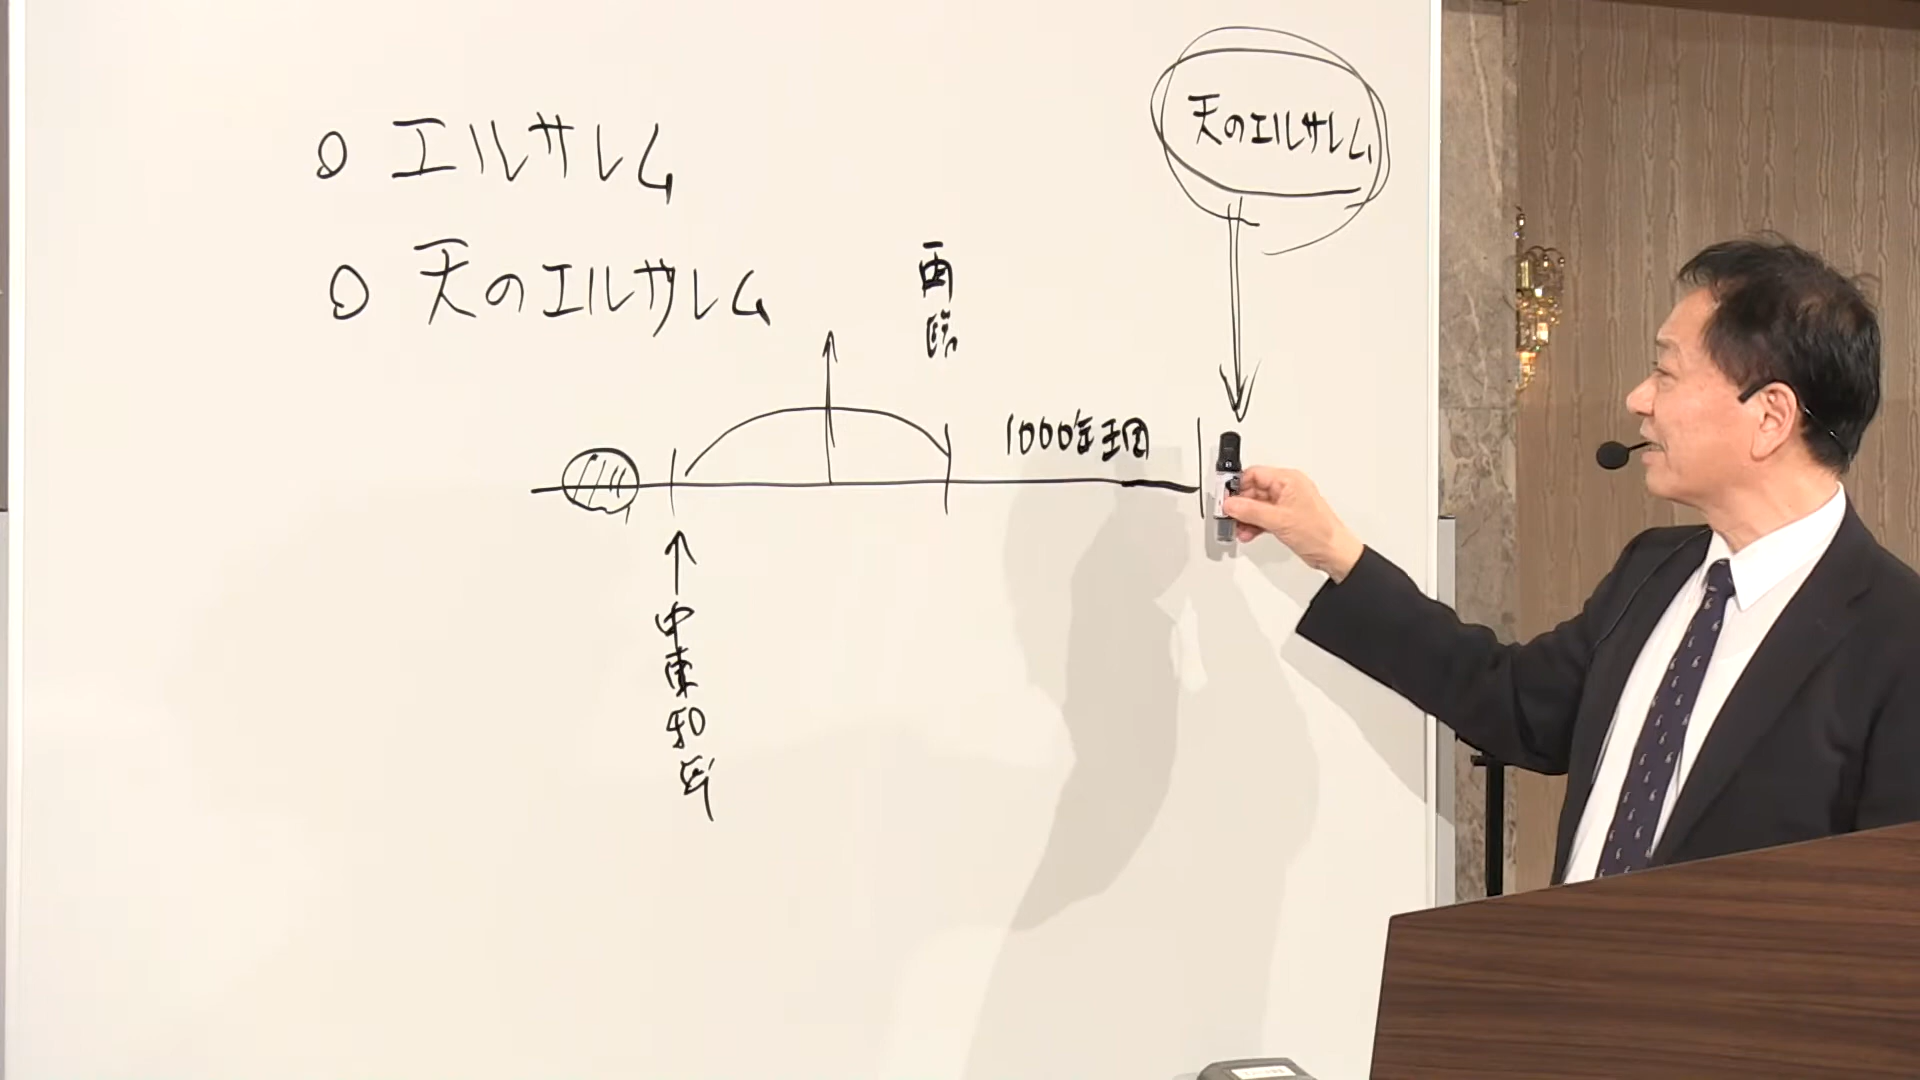 エルサレム
天のエルサレム
天のエルサレム
再臨
1000年王国
中東和平